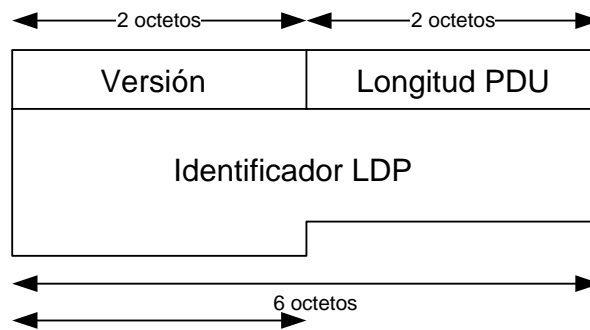 2 octetos
2 octetos
Versión
Longitud PDU
Identificador LDP
6 octetos